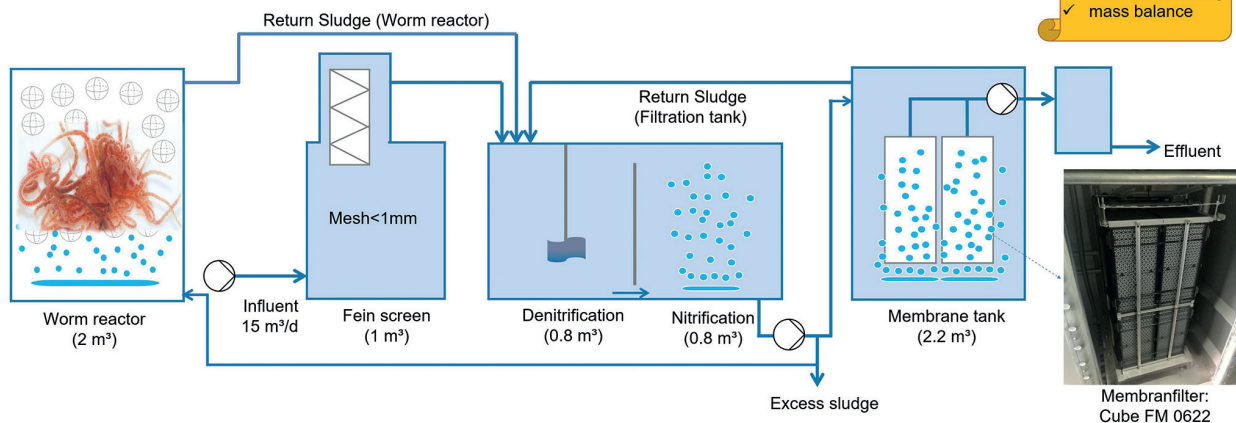 ✓ mass balance
Return Sludge (Worm reactor)
Return Sludge
(Filtration tank)
Effluent
Mesh<1mm
Influent
15 m³/d
Worm reactor
(2 m³)
Fein screen
(1 m³)
Denitrification
(0.8 m³)
Nitrification
(0.8 m³)
Membrane tank
(2.2 m³)
Excess sludge
Membranfilter:
Cube FM 0622